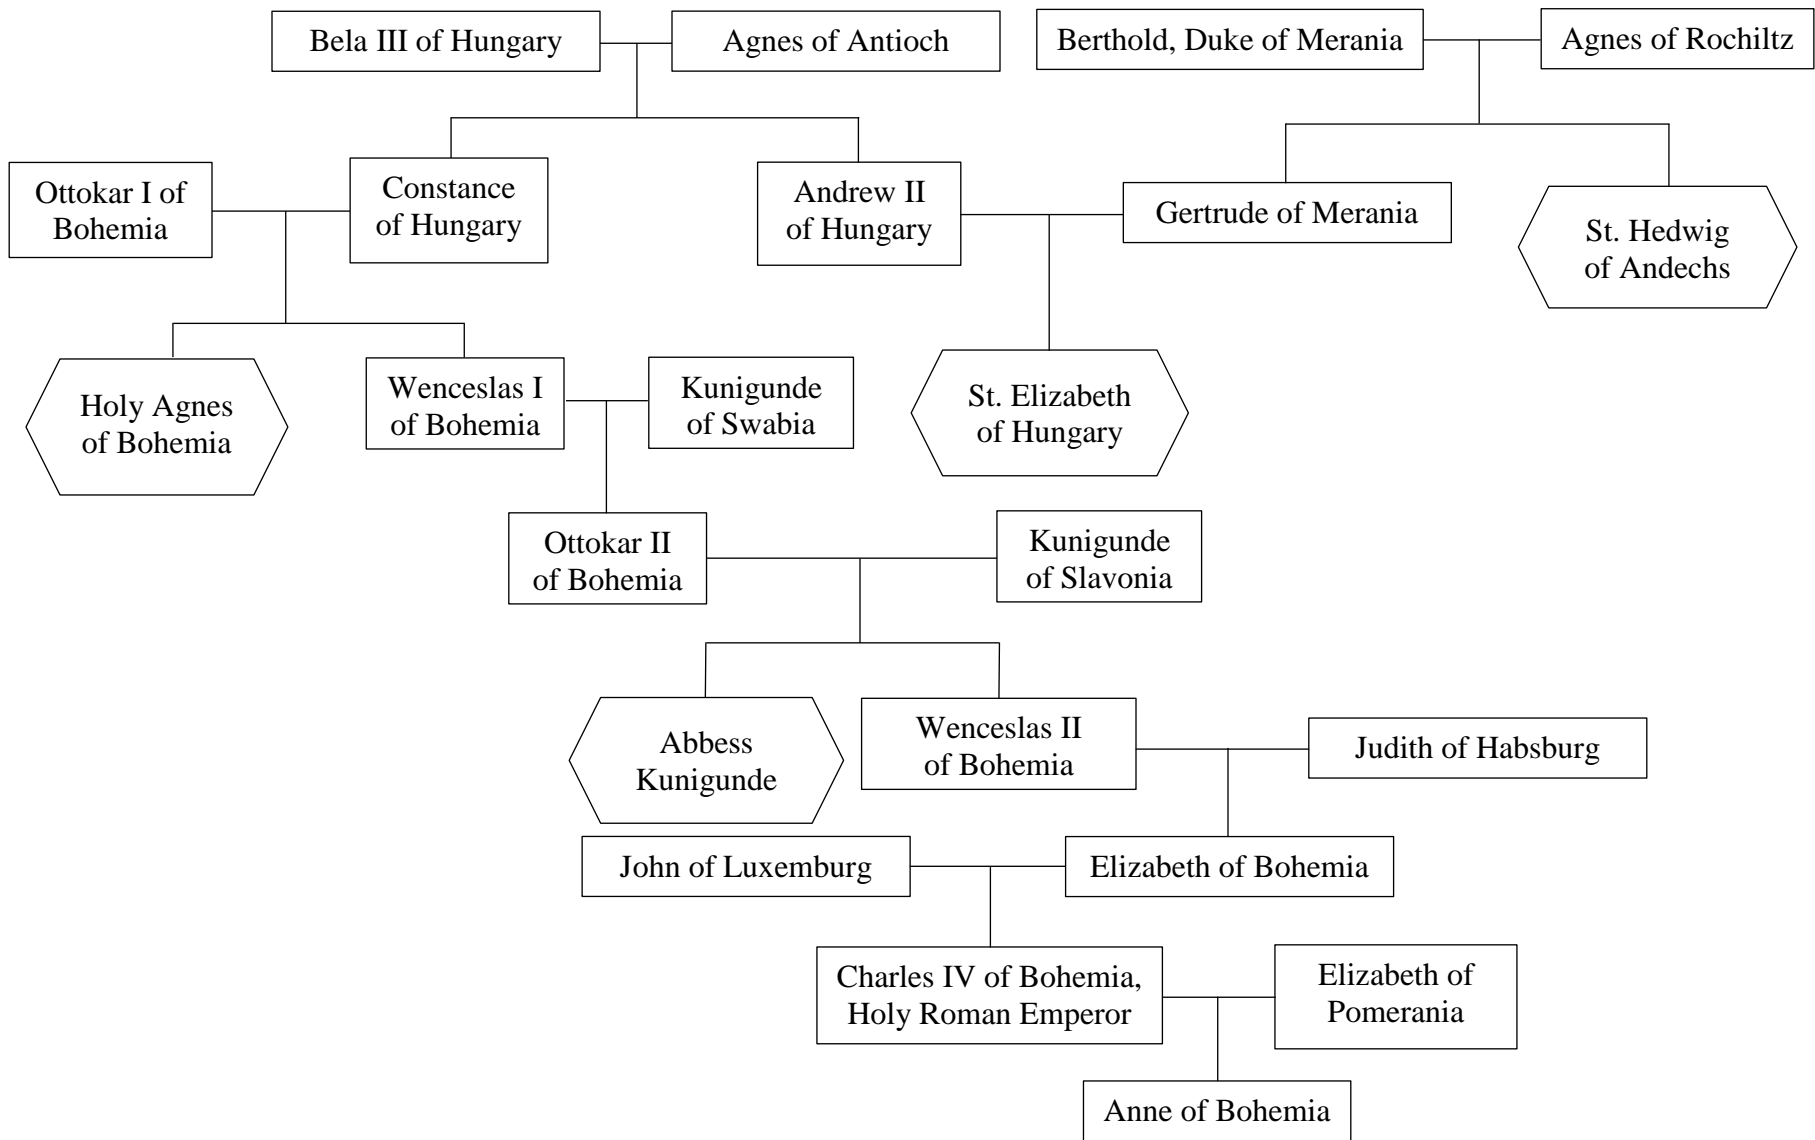 Bela III of Hungary
Agnes of Antioch
Berthold, Duke of Merania
Agnes of Rochiltz
Ottokar I of
Bohemia
Constance
of Hungary
Andrew II
of Hungary
Gertrude of Merania
St. Hedwig
of Andechs
Holy Agnes
of Bohemia
Wenceslas I
of Bohemia
Kunigunde
of Swabia
St. Elizabeth
of Hungary
Ottokar II
of Bohemia
Kunigunde
of Slavonia
Abbess
Kunigunde
Wenceslas II
of Bohemia
Judith of Habsburg
John of Luxemburg
Elizabeth of Bohemia
Charles IV of Bohemia,
Holy Roman Emperor
Elizabeth of
Pomerania
Anne of Bohemia